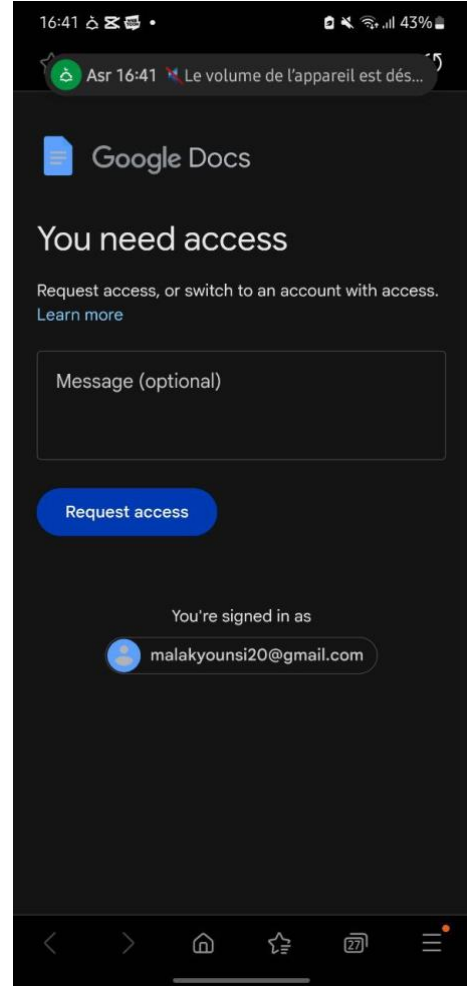 16:41
43%
Asr 16:41 Le volume de l'appareil est dés...
Google Docs
You need access
Request access, or switch to an account with access.
Learn more
Message (optional)
Request access
You're signed in as
malakyounsi20@gmail.com
27